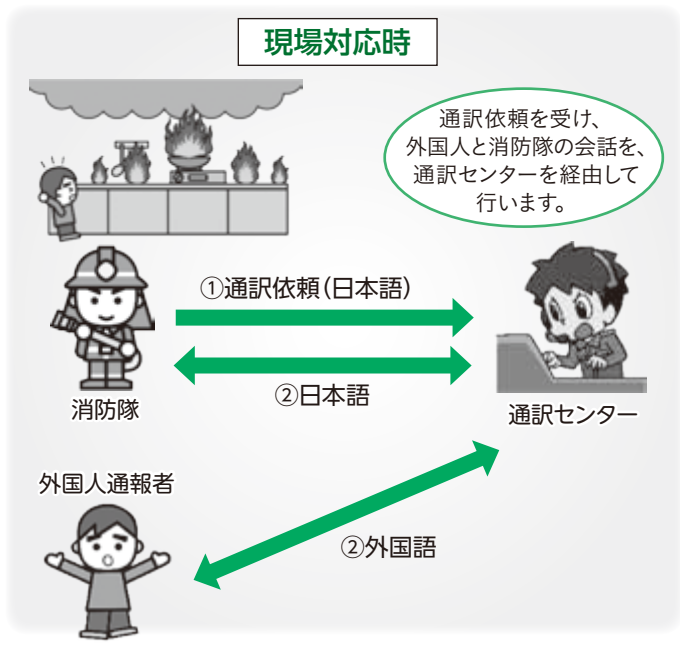 現場対応時
通訳依頼を受け、
外国人と消防隊の会話を、
通訳センターを経由して
行います。
①通訳依頼(日本語)
②日本語
消防隊
通訳センター
外国人通報者
②外国語